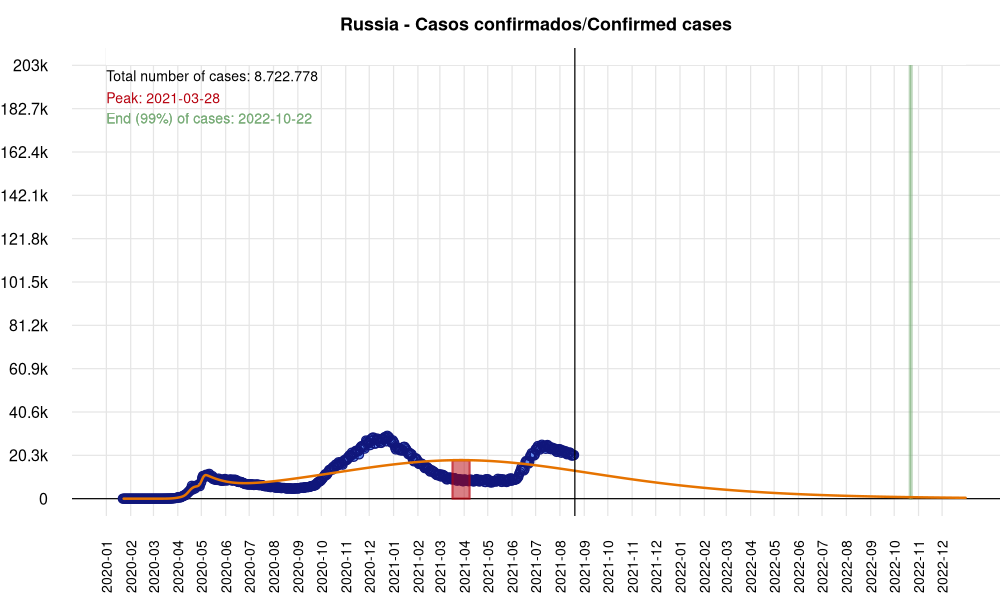 Russia - Casos confirmados/Confirmed cases
203k
Total number of cases: 8.722.778
Peak: 2021-03-28
182.7k
End (99%) of cases: 2022-10-22
162.4k
142.1k
121.8k
101.5k
81.2k
60.9k
40.6k
20.3k
0
2020-01
2020-02
2020-03
2020-04
2020-05
2020-06
2020-07
2020-08
2020-09
2020-10
2020-11
2020-12
2021-01
2021-02
2021-03
2021-04
2021-05
2021-06
2021-07
2021-08
2021-09
2021-10
2021-11
2021-12
2022-01
2022-02
2022-03
2022-04
2022-05
2022-06
2022-07
2022-08
2022-09
2022-10
2022-11
2022-12